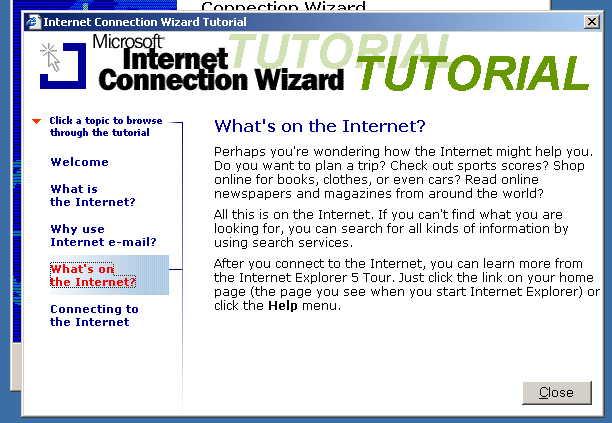 Connection Wizard
Internet Connection Wizard Tutorial
Microsoft
Internet
Connection Wizard
TUTORIAL
TUTORIAL
Click a topic to browse
through the tutorial
Welcome
What is
the Internet?
Why use
Internet e-mail?
What's on
the Internet?
Connecting to
the Internet
What's on the Internet?
Perhaps you're wondering how the Internet might help you.
Do you want to plan a trip? Check out sports scores? Shop
online for books, clothes, or even cars? Read online
newspapers and magazines from around the world?
All this is on the Internet. If you can't find what you are
looking for, you can search for all kinds of information by
using search services.
After you connect to the Internet, you can learn more from
the Internet Explorer 5 Tour. Just click the link on your home
page (the page you see when you start Internet Explorer) or
click the Help menu.
Close